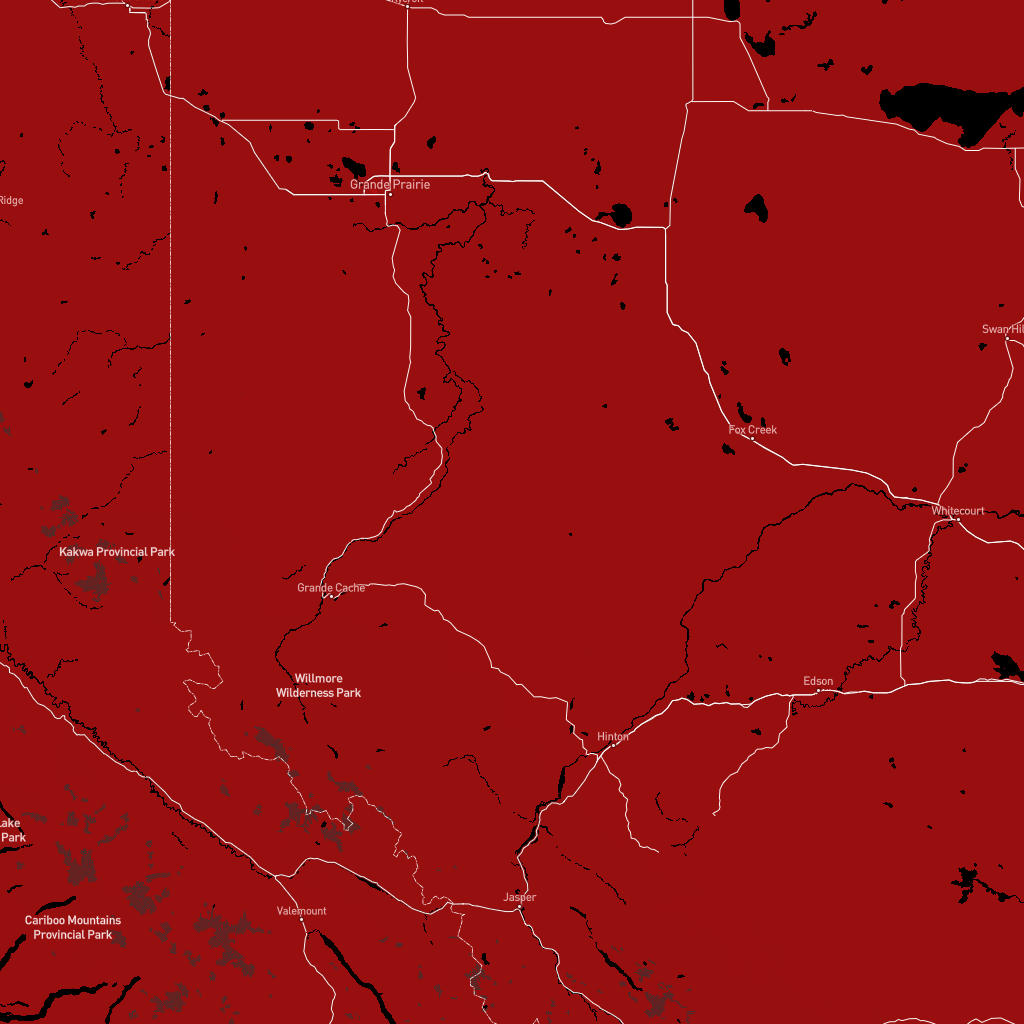 Grande Prairie
Ridge
Swan Hil
Fox Creek
Whitecourt
Kakwa Provincial Park
Grande Cache
Willmore
Wilderness Park
Edson
Hinton
Lake
Park
Jasper
Valemount
Cariboo Mountains
Provincial Park